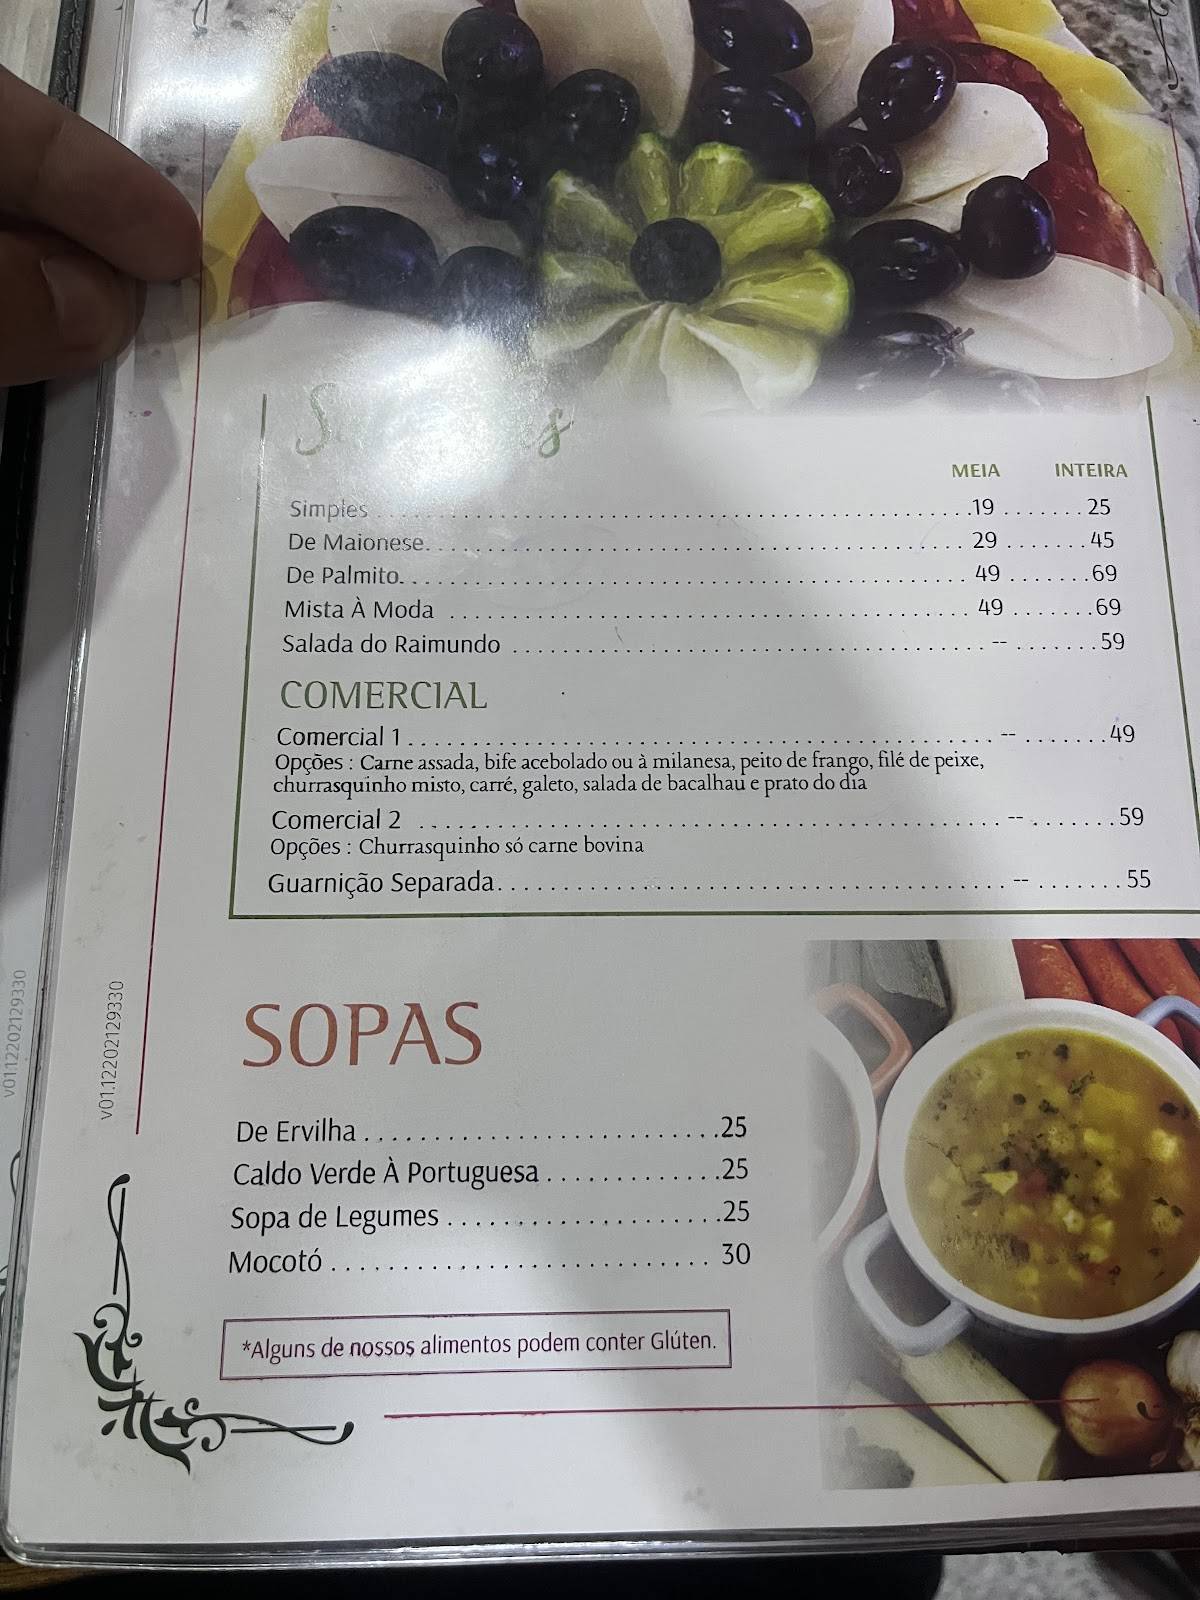 MEIA INTEIRA
Simples 19 25
De Maionese 29 45
De Palmito 49 69
Mista À Moda 49 69
Salada do Raimundo -- 59
COMERCIAL
Comercial 1 -- 49
Opções : Carne assada, bife acebolado ou à milanesa, peito de frango, filé de peixe,
churrasquinho misto, carré, galeto, salada de bacalhau e prato do dia
Comercial 2 -- 59
Opções : Churrasquinho só carne bovina
Guarnição Separada -- 55
SOPAS
De Ervilha 25
Caldo Verde À Portuguesa 25
Sopa de Legumes 25
Mocotó 30
*Alguns de nossos alimentos podem conter Glúten.
v01.12202129330
v01.12202129330